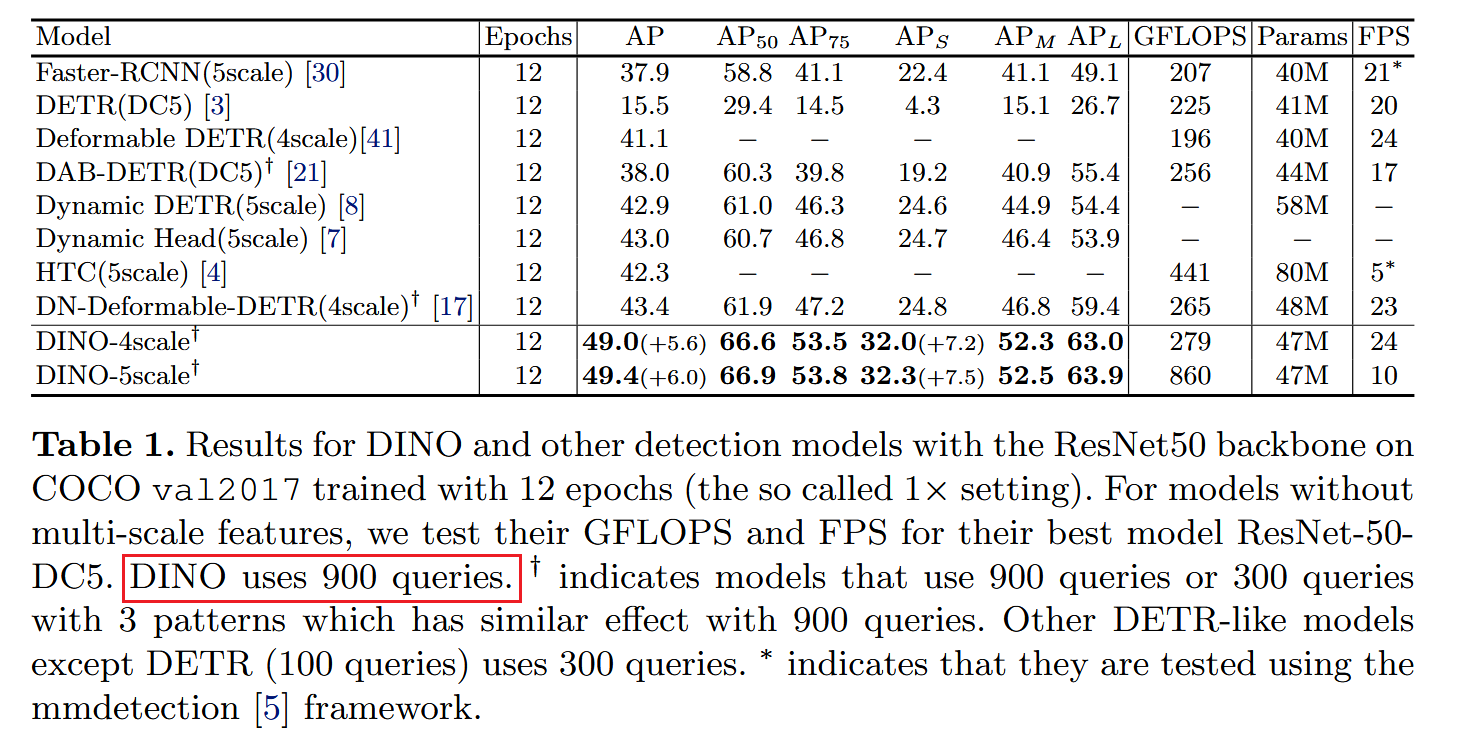 Model Epochs AP AP50 AP75 APS APM APL GFLOPS Params FPS
Faster-RCNN(5scale) [30] 12 37.9 58.8 41.1 22.4 41.1 49.1 207 40M 21*
DETR(DC5) [3] 12 15.5 29.4 14.5 4.3 15.1 26.7 225 41M 20
Deformable DETR(4scale)[41] 12 41.1 − − − − 196 40M 24
DAB-DETR(DC5)† [21] 12 38.0 60.3 39.8 19.2 40.9 55.4 256 44M 17
Dynamic DETR(5scale) [8] 12 42.9 61.0 46.3 24.6 44.9 54.4 − 58M −
Dynamic Head(5scale) [7] 12 43.0 60.7 46.8 24.7 46.4 53.9 − − −
HTC(5scale) [4] 12 42.3 − − − − − 441 80M 5*
DN-Deformable-DETR(4scale)† [17] 12 43.4 61.9 47.2 24.8 46.8 59.4 265 48M 23
DINO-4scale† 12 49.0(+5.6) 66.6 53.5 32.0(+7.2) 52.3 63.0 279 47M 24
DINO-5scale† 12 49.4(+6.0) 66.9 53.8 32.3(+7.5) 52.5 63.9 860 47M 10
Table 1. Results for DINO and other detection models with the ResNet50 backbone on
COCO val2017 trained with 12 epochs (the so called 1× setting). For models without
multi-scale features, we test their GFLOPS and FPS for their best model ResNet-50-
DC5. DINO uses 900 queries. † indicates models that use 900 queries or 300 queries
with 3 patterns which has similar effect with 900 queries. Other DETR-like models
except DETR (100 queries) uses 300 queries. * indicates that they are tested using the
mmdetection [5] framework.